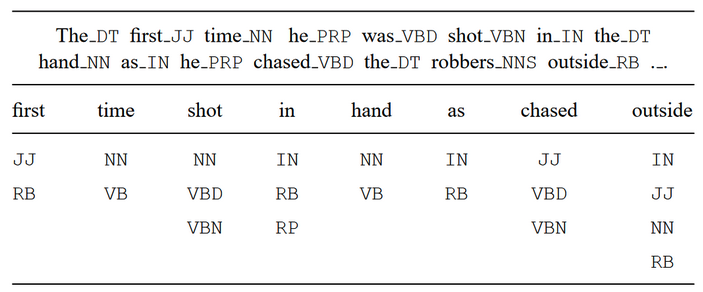 The_DT first_JJ time_NN he_PRP was_VBD shot_VBN in_IN the_DT
hand_NN as_IN he_PRP chased_VBD the_DT robbers_NNS outside_RB ._.
first time shot in hand as chased outside
JJ NN NN IN NN IN JJ IN
RB VB VBD RB VB RB VBD JJ
VBN RP VBN NN
RB